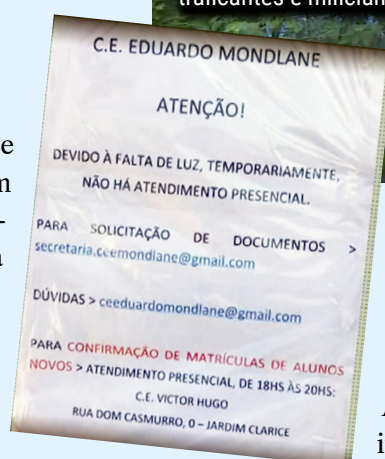 traficantes e
C.E. EDUARDO MONDLANE
ATENÇÃO!
DEVIDO À FALTA DE LUZ, TEMPORARIAMENTE,
NÃO HÁ ATENDIMENTO PRESENCIAL.
PARA SOLICITAÇÃO DE DOCUMENTOS >
secretaria.ceemondlane@gmail.com
DÚVIDAS > ceeduardomondlane@gmail.com
PARA CONFIRMAÇÃO DE MATRÍCULAS DE ALUNOS
NOVOS > ATENDIMENTO PRESENCIAL, DE 18HS ÀS 20HS:
C.E. VICTOR HUGO
RUA DOM CASMURRO, 0 – JARDIM CLARICE